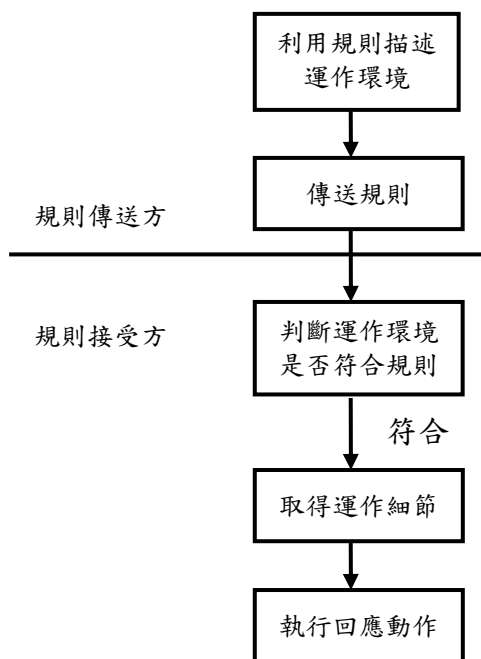 利用規則描述
運作環境
傳送規則
規則傳送方
規則接受方
判斷運作環境
是否符合規則
符合
取得運作細節
執行回應動作